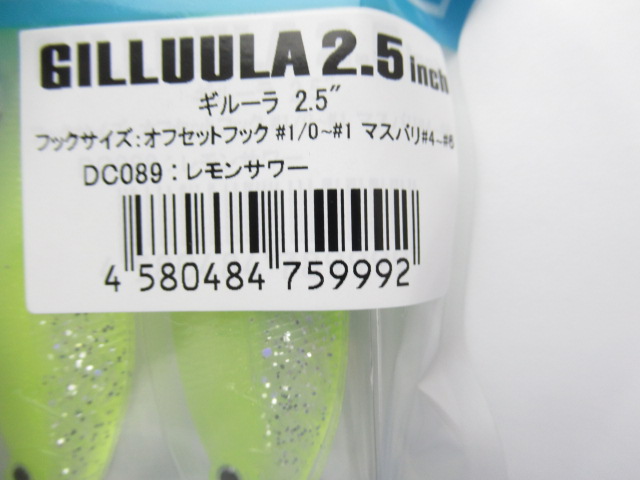 GILLUULA 2.5 inch
ギルーラ 2.5"
フックサイズ:オフセットフック #1/0~#1 マスバリ#4~#6
DC089:レモンサワー
4 580484 759992